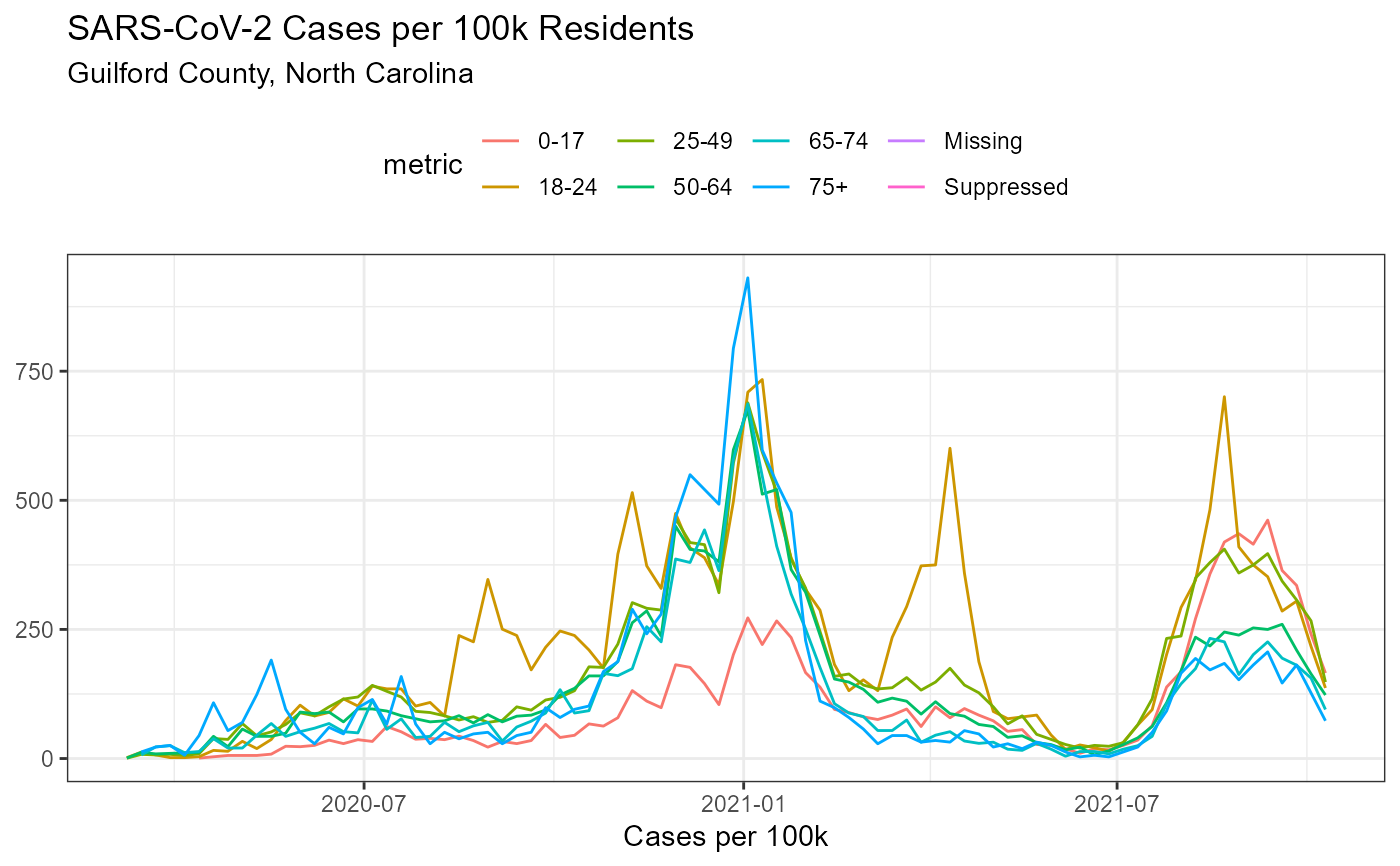 SARS-CoV-2 Cases per 100k Residents
Guilford County, North Carolina
metric
0-17 25-49 65-74 Missing
18-24 50-64 75+ Suppressed
750
500
250
0
2020-07 2021-01 2021-07
Cases per 100k